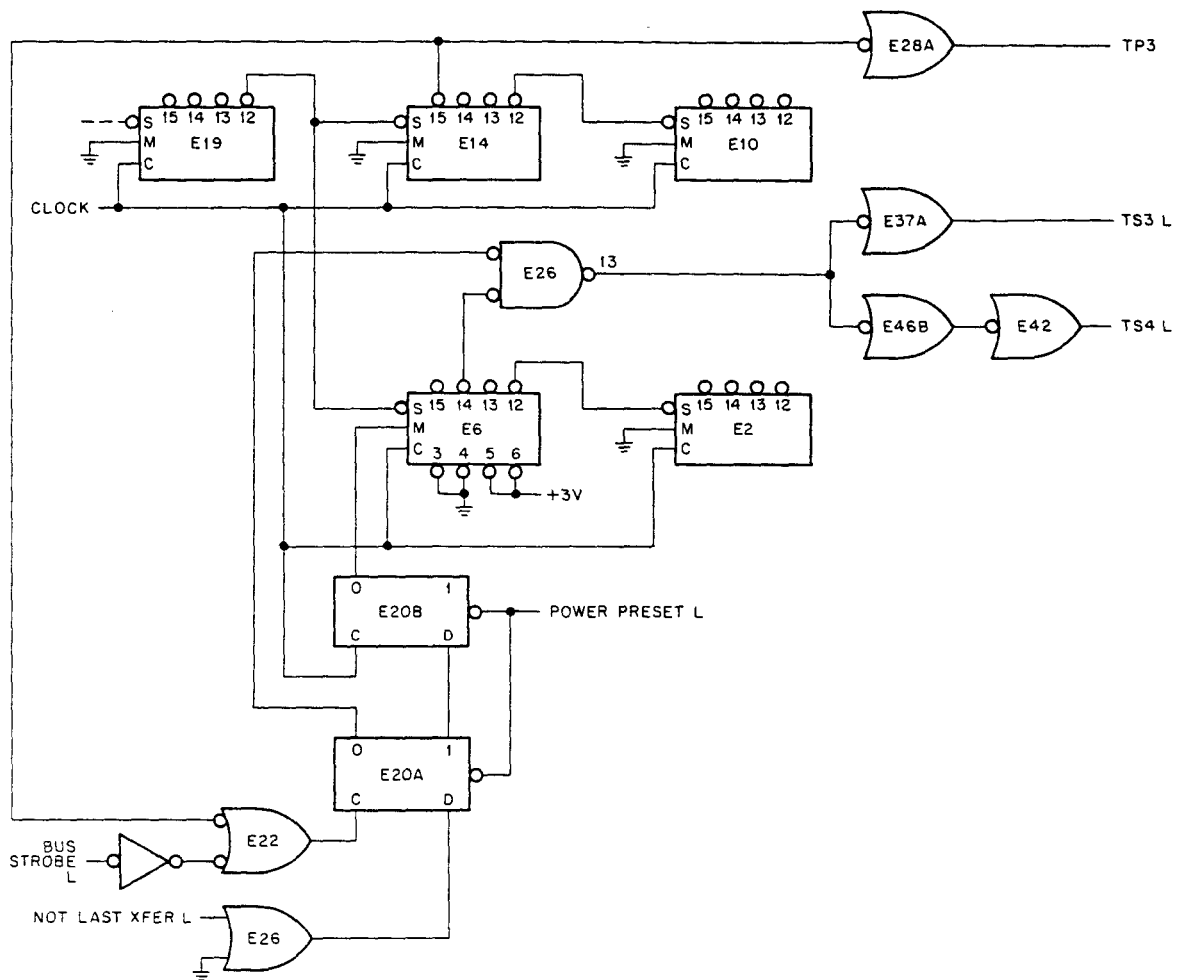 E28A TP3
15 14 13 12
S
M
C
E19
15 14 13 12
S
M
C
E14
15 14 13 12
S
M
C
E10
CLOCK
E37A TS3 L
E26 13
E46B E42 TS4 L
15 14 13 12
S
M
C
E6
3 4 5 6
+3V
15 14 13 12
S
M
C
E2
0 1
E20B
C D
POWER PRESET L
0 1
E20A
C D
E22
BUS
STROBE
L
NOT LAST XFER L
E26